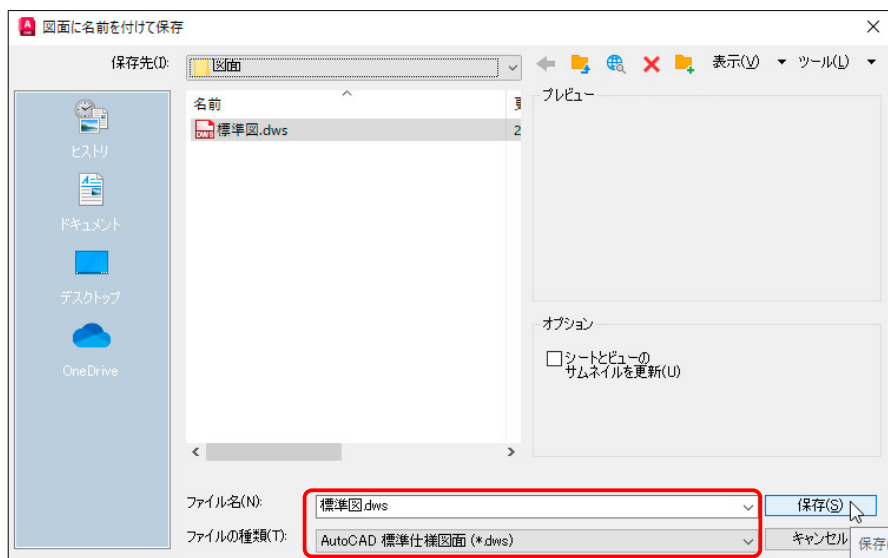 図面に名前を付けて保存
保存先(I):
図面
表示(V)
ツール(L)
名前
プレビュー
標準図.dws
2
ヒストリ
ドキュメント
デスクトップ
OneDrive
オプション
シートとビューの
サムネイルを更新(U)
ファイル名(N):
標準図.dws
保存(S)
ファイルの種類(T):
AutoCAD 標準仕様図面 (*.dws)
キャンセル
保存(